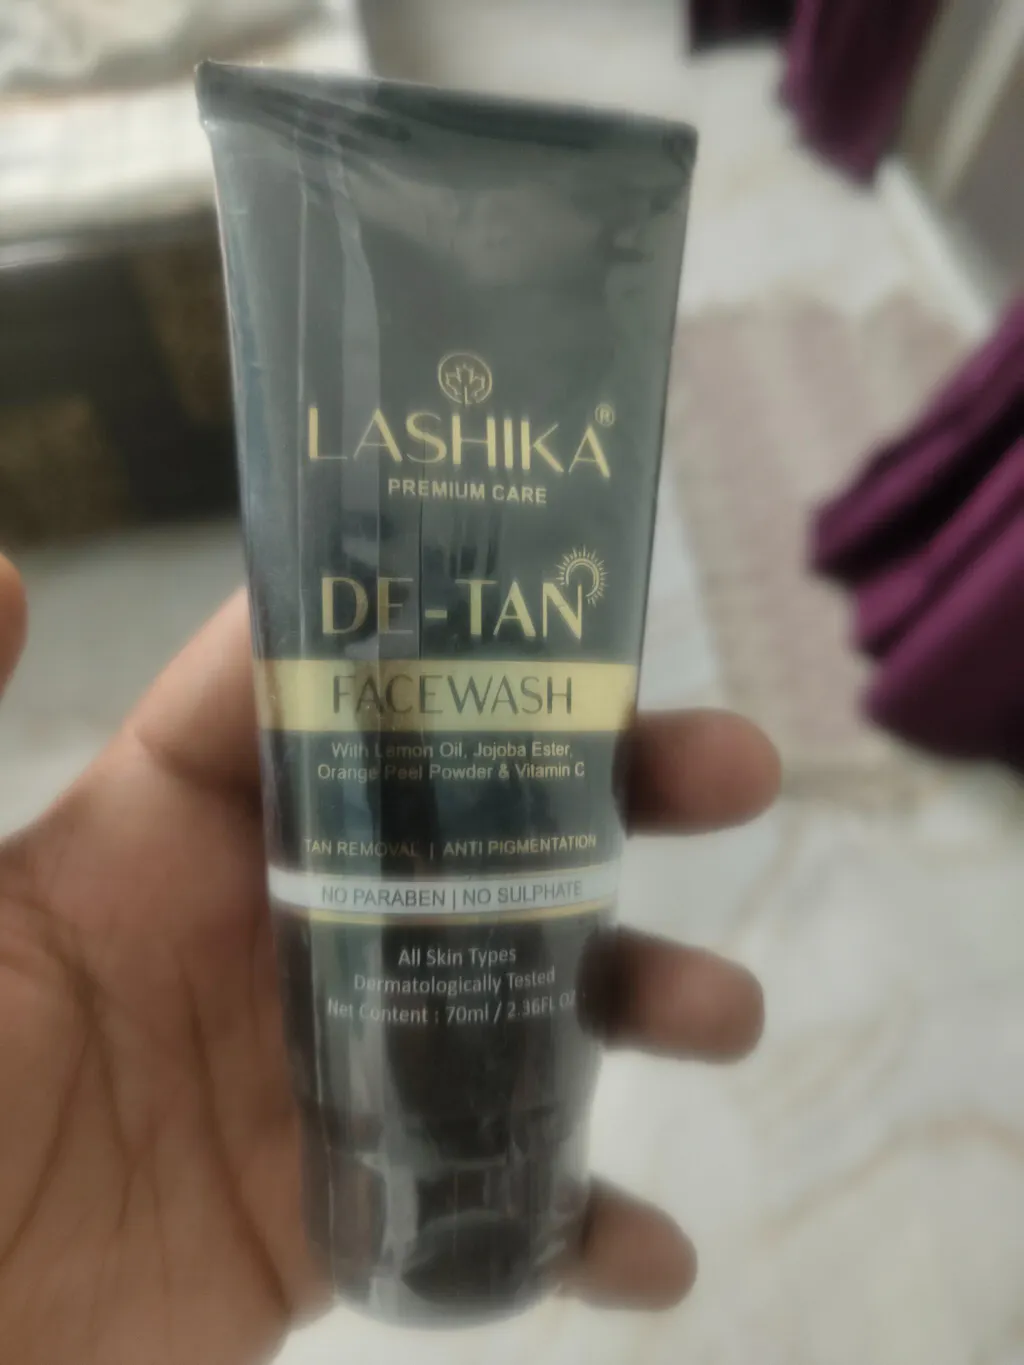 LASHIKA®
PREMIUM CARE
DE-TAN
FACEWASH
With Lemon Oil, Jojoba Ester,
Orange Peel Powder & Vitamin C
TAN REMOVAL | ANTI PIGMENTATION
NO PARABEN | NO SULPHATE
All Skin Types
Dermatologically Tested
Net Content : 70ml / 2.36FL OZ